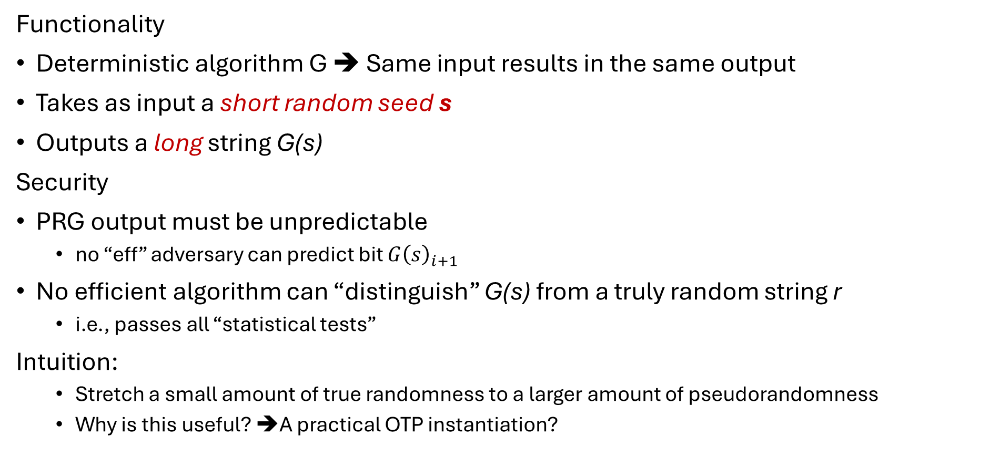 Functionality
• Deterministic algorithm G 🡺 Same input results in the same output
• Takes as input a short random seed s
• Outputs a long string G(s)
Security
• PRG output must be unpredictable
• no “eff” adversary can predict bit G(s)ᵢ₊₁
• No efficient algorithm can “distinguish” G(s) from a truly random string r
• i.e., passes all “statistical tests”
Intuition:
• Stretch a small amount of true randomness to a larger amount of pseudorandomness
• Why is this useful? 🡺A practical OTP instantiation?